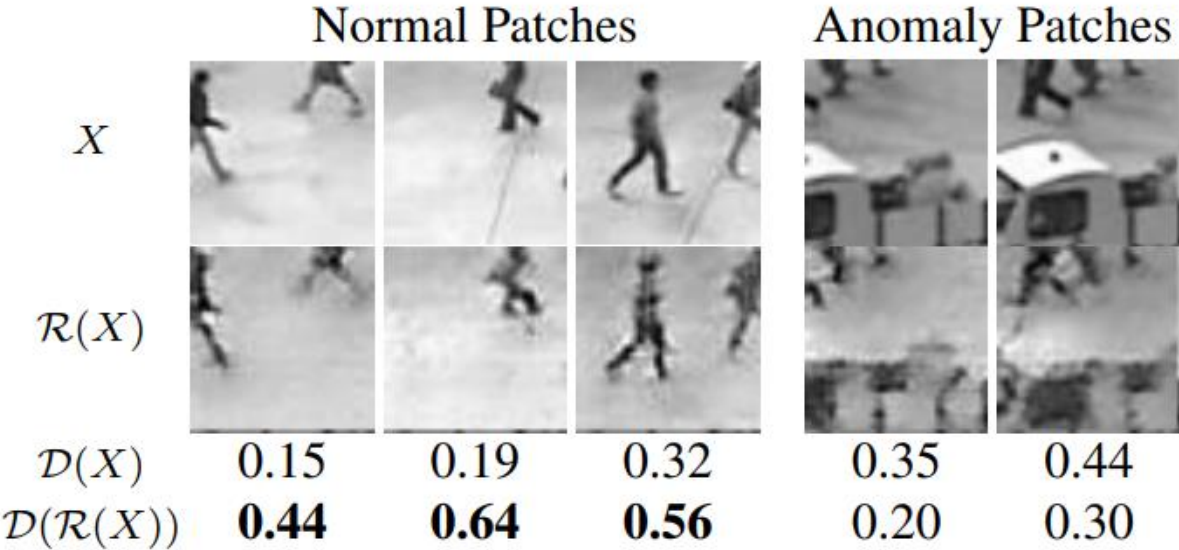 Normal Patches Anomaly Patches
X
R(X)
D(X) 0.15 0.19 0.32 0.35 0.44
D(R(X)) 0.44 0.64 0.56 0.20 0.30